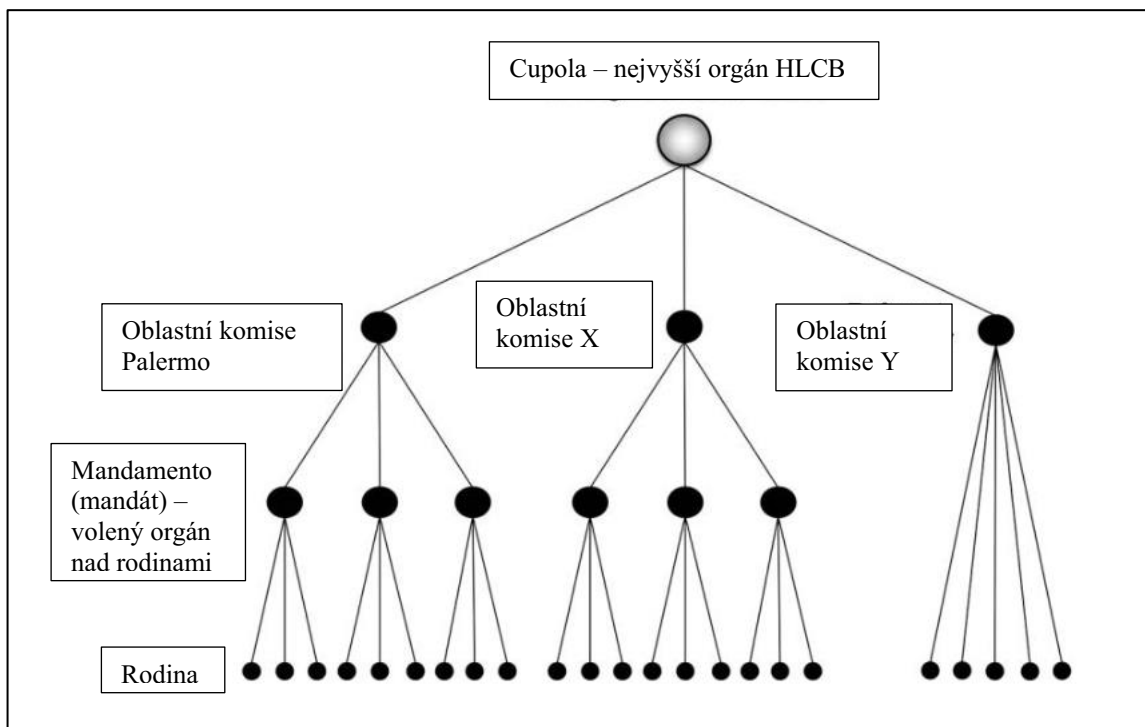 Cupola – nejvyšší orgán HLCB
Oblastní komise
Palermo
Oblastní
komise X
Oblastní
komise Y
Mandamento
(mandát) –
volený orgán
nad rodinami
Rodina